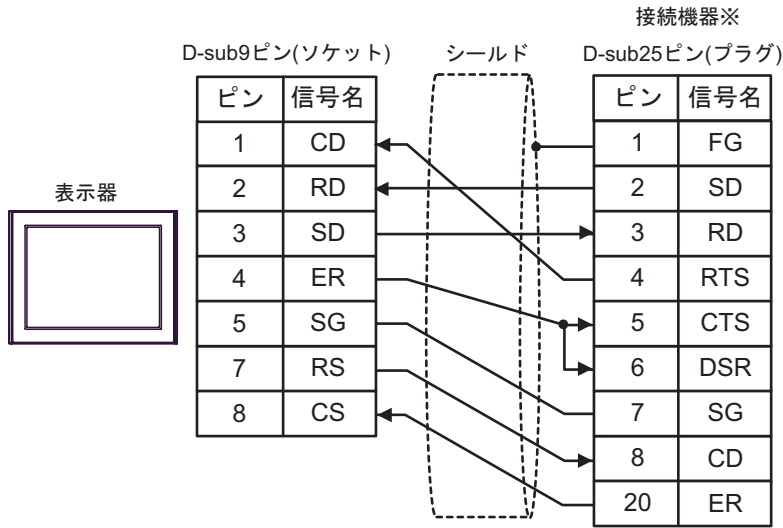 接続機器※
D-sub9ピン(ソケット)
シールド
D-sub25ピン(プラグ)
表示器
ピン 信号名
1 CD
2 RD
3 SD
4 ER
5 SG
7 RS
8 CS
ピン 信号名
1 FG
2 SD
3 RD
4 RTS
5 CTS
6 DSR
7 SG
8 CD
20 ER